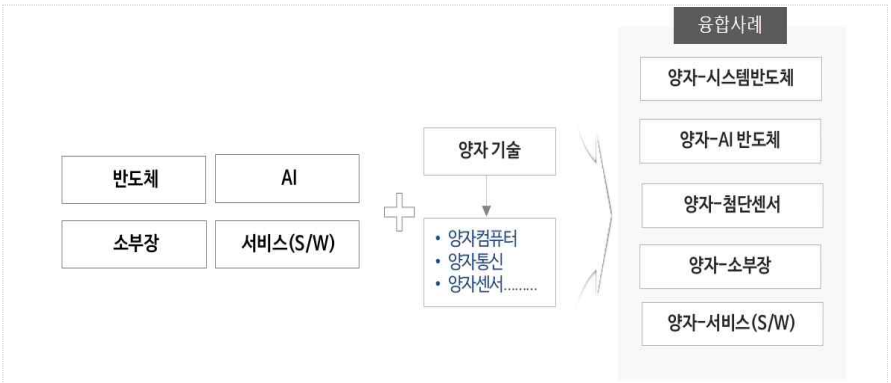 융합사례
반도체
AI
소부장
서비스(S/W)
양자 기술
• 양자컴퓨터
• 양자통신
• 양자센서………
양자-시스템반도체
양자-AI 반도체
양자-첨단센서
양자-소부장
양자-서비스(S/W)